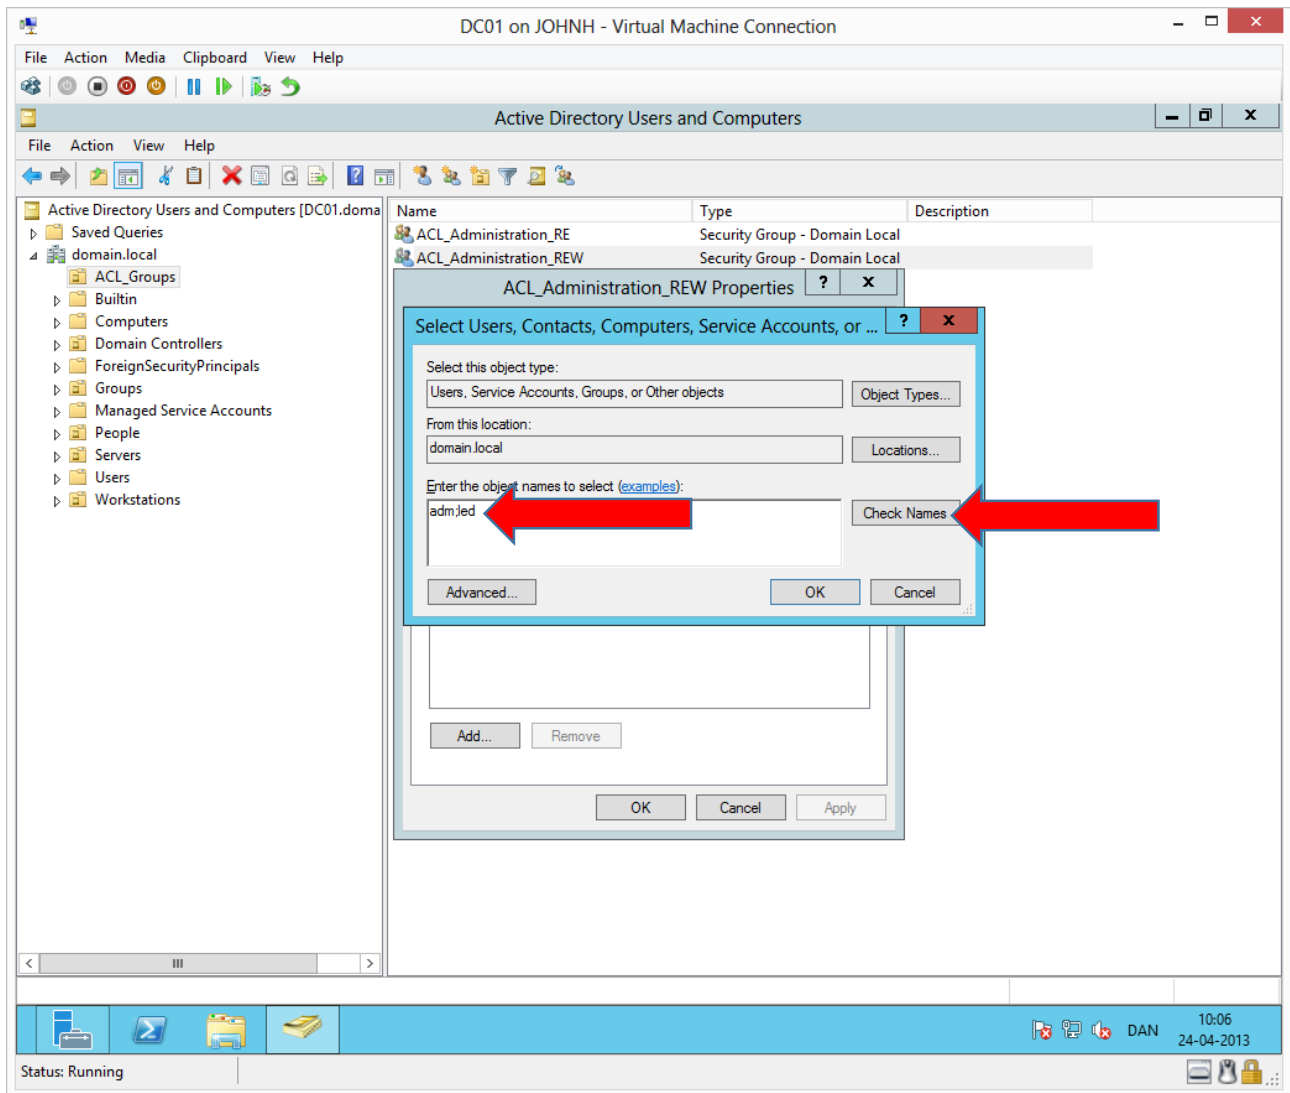 DC01 on JOHNH - Virtual Machine Connection
File Action Media Clipboard View Help
Active Directory Users and Computers
File Action View Help
Active Directory Users and Computers [DC01.doma
Saved Queries
domain.local
ACL_Groups
Builtin
Computers
Domain Controllers
ForeignSecurityPrincipals
Groups
Managed Service Accounts
People
Servers
Users
Workstations
Name Type Description
ACL_Administration_RE Security Group - Domain Local
ACL_Administration_REW Security Group - Domain Local
ACL_Administration_REW Properties ? x
Select Users, Contacts, Computers, Service Accounts, or ... ? x
Select this object type:
Users, Service Accounts, Groups, or Other objects Object Types...
From this location:
domain.local Locations...
Enter the object names to select (examples):
adm;led Check Names
Advanced... OK Cancel
Add... Remove
OK Cancel Apply
DAN 10:06
24-04-2013
Status: Running